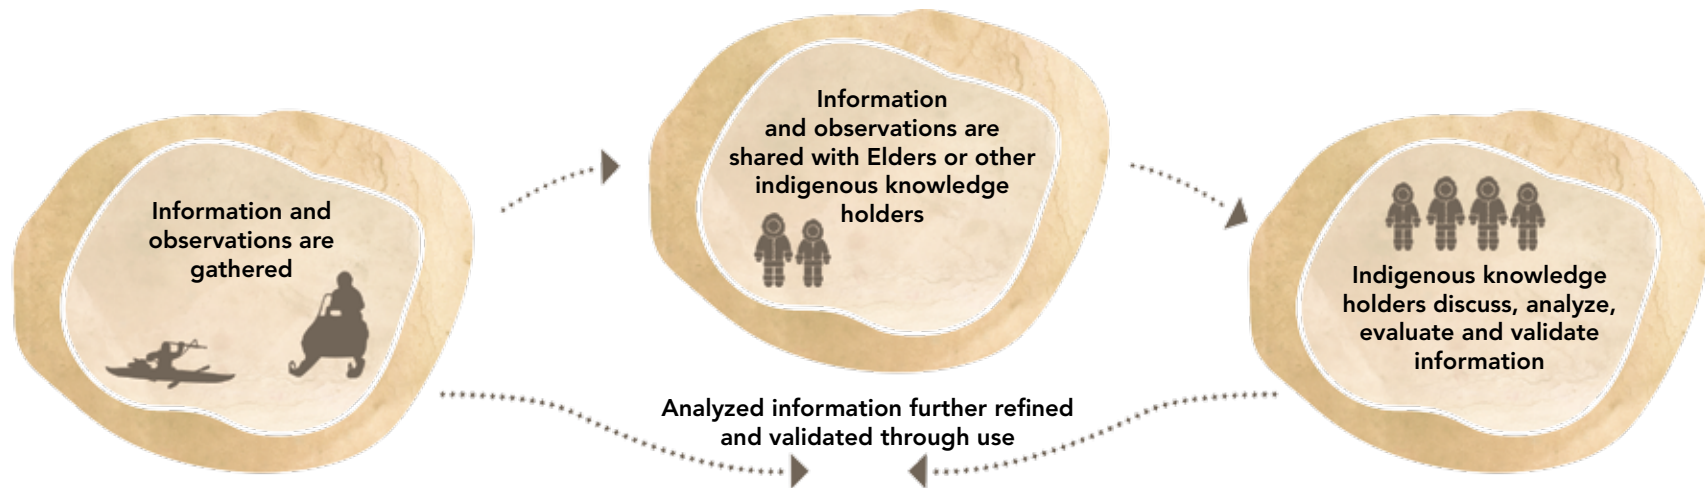 Information and
observations are
gathered
Information
and observations are
shared with Elders or other
indigenous knowledge
holders
Indigenous knowledge
holders discuss, analyze,
evaluate and validate
information
Analyzed information further refined
and validated through use